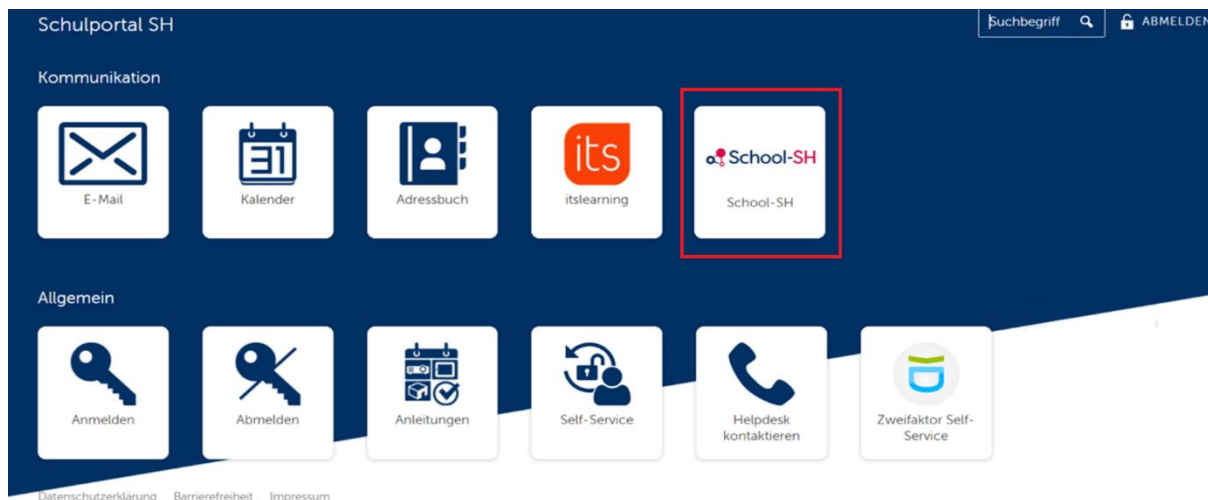 Schulportal SH
Suchbegriff
ABMELDEN
Kommunikation
31
its
School-SH
E-Mail
Kalender
Adressbuch
itslearning
School-SH
Allgemein
Anmelden
Abmelden
Anleitungen
Self-Service
Helpdesk
kontaktieren
Zweifaktor Self-
Service
Datenschutzerklärung Barrierefreiheit Impressum